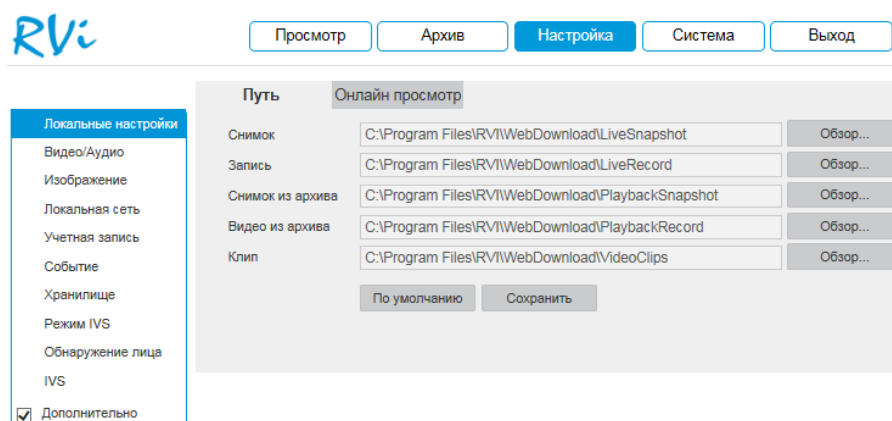 RVi
Просмотр Архив Настройка Система Выход
Путь Онлайн просмотр
Локальные настройки
Видео/Аудио
Изображение
Локальная сеть
Учетная запись
Событие
Хранилище
Режим IVS
Обнаружение лица
IVS
Дополнительно
Снимок C:\Program Files\RVI\WebDownload\LiveSnapshot Обзор...
Запись C:\Program Files\RVI\WebDownload\LiveRecord Обзор...
Снимок из архива C:\Program Files\RVI\WebDownload\PlaybackSnapshot Обзор...
Видео из архива C:\Program Files\RVI\WebDownload\PlaybackRecord Обзор...
Клип C:\Program Files\RVI\WebDownload\VideoClips Обзор...
По умолчанию Сохранить